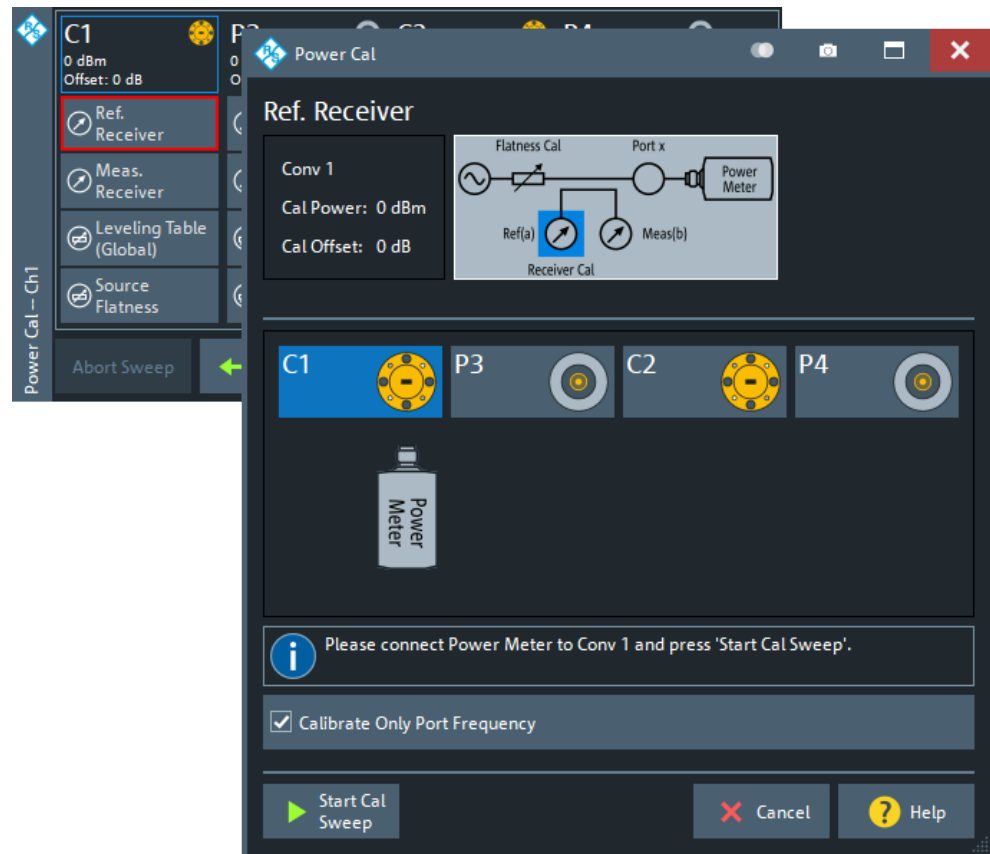 C1
0 dBm
Offset: 0 dB
Ref.
Receiver
Meas.
Receiver
Leveling Table
(Global)
Source
Flatness
Power Cal -- Ch1
Abort Sweep
Power Cal
Ref. Receiver
Conv 1
Cal Power: 0 dBm
Cal Offset: 0 dB
Flatness Cal
Port x
Power
Meter
Ref(a)
Meas(b)
Receiver Cal
C1
P3
C2
P4
Power
Meter
Please connect Power Meter to Conv 1 and press 'Start Cal Sweep'.
Calibrate Only Port Frequency
Start Cal
Sweep
Cancel
Help